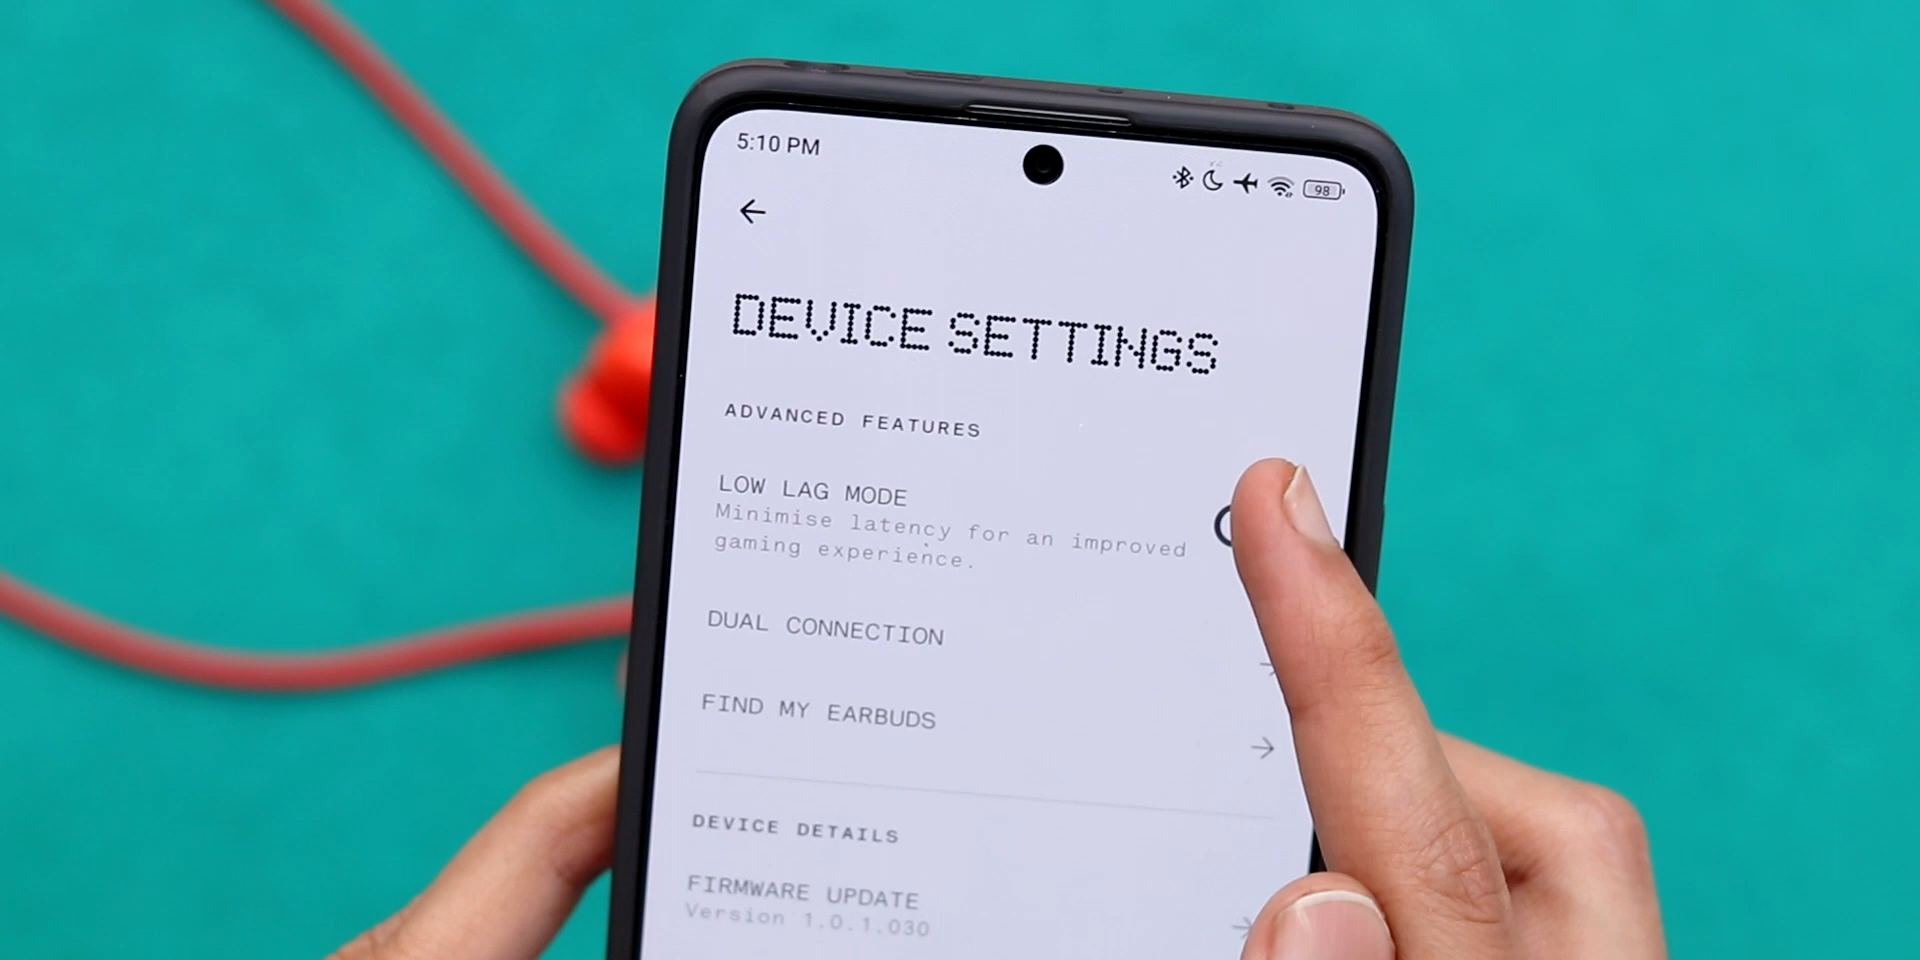 5:10 PM
98
DEVICE SETTINGS
ADVANCED FEATURES
LOW LAG MODE
Minimise latency for an improved
gaming experience.
DUAL CONNECTION
FIND MY EARBUDS
DEVICE DETAILS
FIRMWARE UPDATE
Version 1.0.1.030